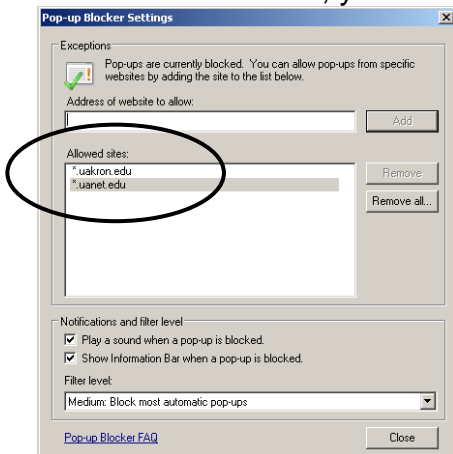 , y
Pop-up Blocker Settings
Exceptions
Pop-ups are currently blocked. You can allow pop-ups from specific
websites by adding the site to the list below.
Address of website to allow:
Add
Allowed sites:
*.uakron.edu
*.uanet.edu
Remove
Remove all...
Notifications and filter level
Play a sound when a pop-up is blocked.
Show Information Bar when a pop-up is blocked.
Filter level:
Medium: Block most automatic pop-ups
Pop-up Blocker FAQ
Close